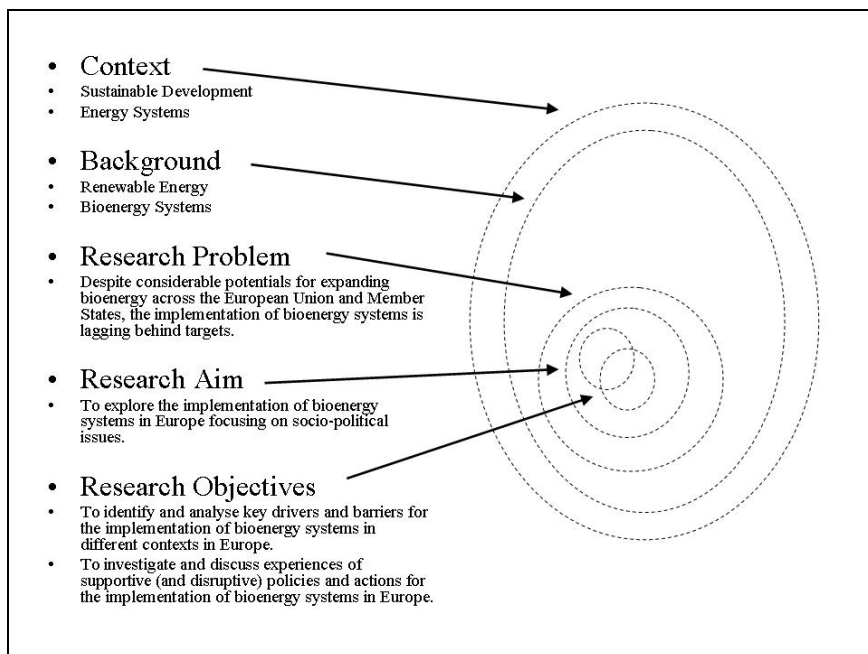 • Context
• Sustainable Development
• Energy Systems
• Background
• Renewable Energy
• Bioenergy Systems
• Research Problem
• Despite considerable potentials for expanding
bioenergy across the European Union and Member
States, the implementation of bioenergy systems is
lagging behind targets.
• Research Aim
• To explore the implementation of bioenergy
systems in Europe focusing on socio-political
issues.
• Research Objectives
• To identify and analyse key drivers and barriers for
the implementation of bioenergy systems in
different contexts in Europe.
• To investigate and discuss experiences of
supportive (and disruptive) policies and actions for
the implementation of bioenergy systems in Europe.